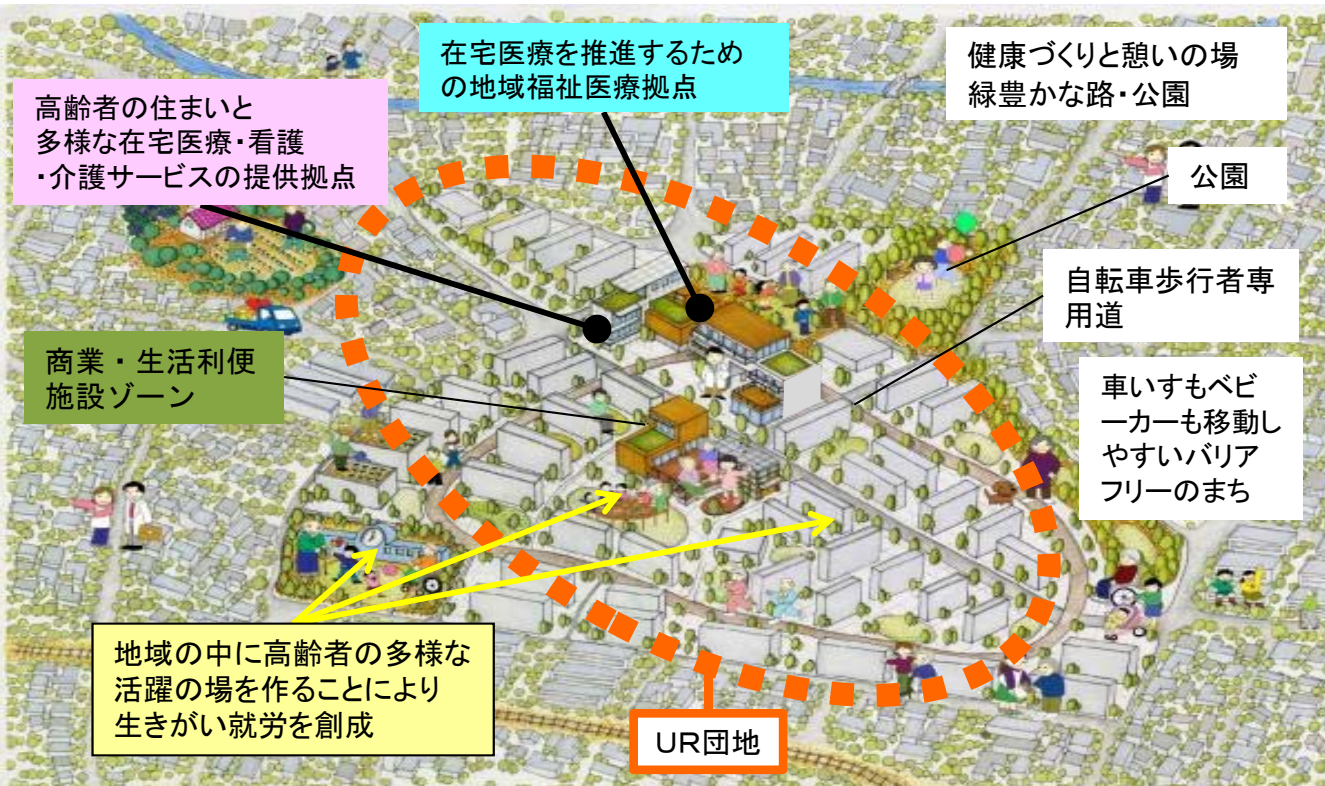 在宅医療を推進するため
の地域福祉医療拠点
健康づくりと憩いの場
緑豊かな路・公園
高齢者の住まいと
多様な在宅医療・看護
・介護サービスの提供拠点
公園
自転車歩行者専
用道
商業・生活利便
施設ゾーン
車いすもベビ
ーカーも移動し
やすいバリア
フリーのまち
地域の中に高齢者の多様な
活躍の場を作ることにより
生きがい就労を創成
UR団地